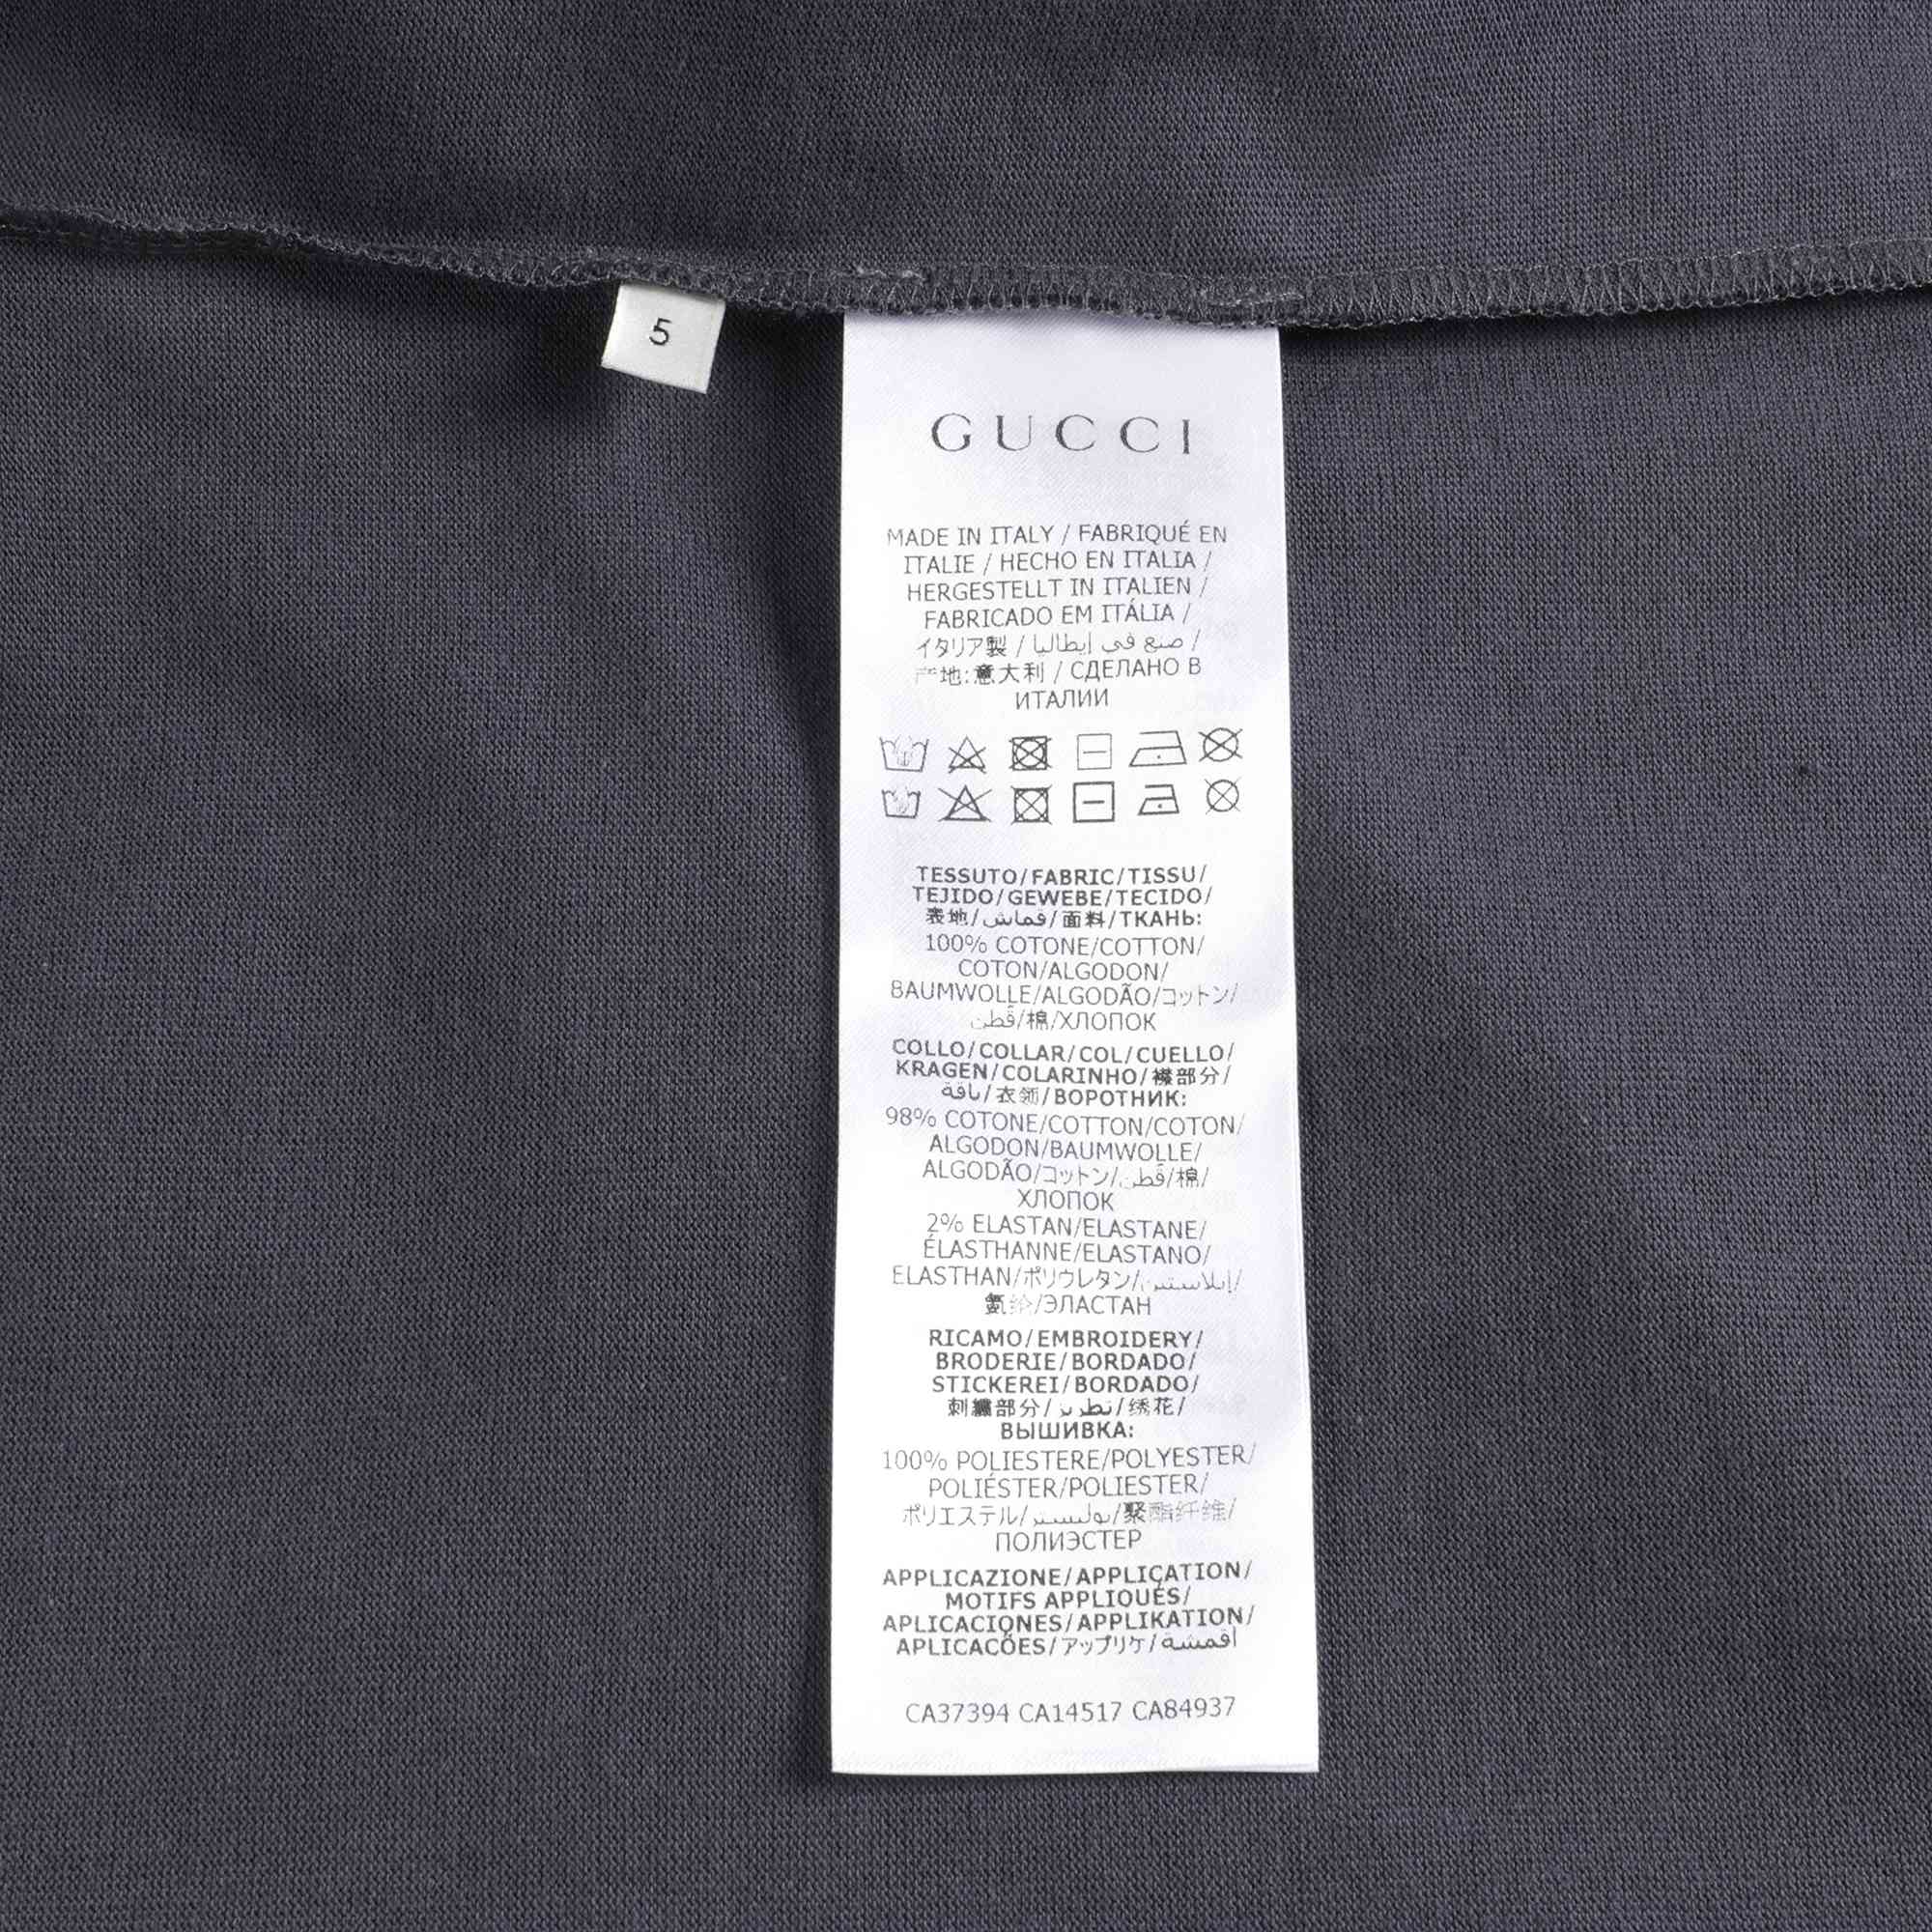 5
GUCCI
MADE IN ITALY / FABRIQUÉ EN
ITALIE / HECHO EN ITALIA /
HERGESTELLT IN ITALIEN /
FABRICADO EM ITÁLIA /
イタリア製 / صنع في إيطاليا /
产地:意大利 / СДЕЛАНО В
ИТАЛИИ
TESSUTO/FABRIC/TISSU/
TEJIDO/GEWEBE/TECIDO/
表地/قماش/面料/ТКАНЬ:
100% COTONE/COTTON/
COTON/ALGODON/
BAUMWOLLE/ALGODÃO/コットン/
قطن/棉/ХЛОПОК
COLLO/COLLAR/COL/CUELLO/
KRAGEN/COLARINHO/襟部分/
ياقة/衣领/ВОРОТНИК:
98% COTONE/COTTON/COTON/
ALGODON/BAUMWOLLE/
ALGODÃO/コットン/قطن/棉/
ХЛОПОК
2% ELASTAN/ELASTANE/
ÉLASTHANNE/ELASTANO/
ELASTHAN/ポリウレタン/إيلاستين/
氨纶/ЭЛАСТАН
RICAMO/EMBROIDERY/
BRODERIE/BORDADO/
STICKEREI/BORDADO/
刺繍部分/تطريز/绣花/
ВЫШИВКА:
100% POLIESTERE/POLYESTER/
POLIÉSTER/POLIESTER/
ポリエステル/بوليستر/聚酯纤维/
ПОЛИЭСТЕР
APPLICAZIONE/APPLICATION/
MOTIFS APPLIQUÉS/
APLICACIONES/APPLIKATION/
APLICAÇÕES/アップリケ/أقمشة
CA37394 CA14517 CA84937